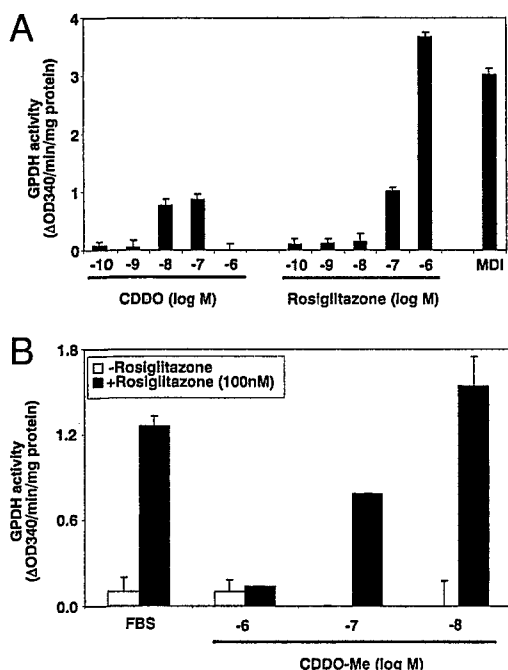 A
GPDH activity
(ΔOD340/min/mg protein)
4
3
2
1
0
-10 -9 -8 -7 -6 -10 -9 -8 -7 -6 MDI
CDDO (log M) Rosiglitazone (log M)
B
GPDH activity
(ΔOD340/min/mg protein)
1.8
1.2
0.6
0.0
-Rosiglitazone
+Rosiglitazone (100nM)
FBS -6 -7 -8
CDDO-Me (log M)